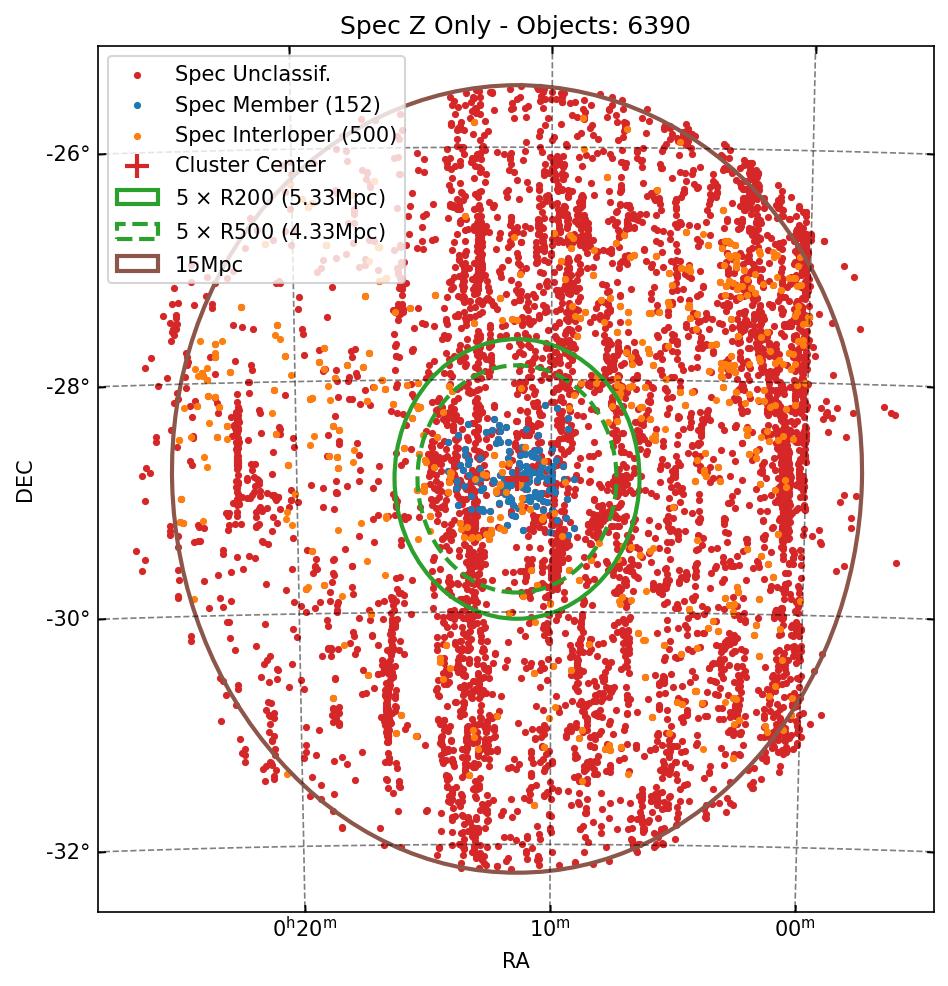 Spec Z Only - Objects: 6390
Spec Unclassif.
Spec Member (152)
Spec Interloper (500)
Cluster Center
5 × R200 (5.33Mpc)
5 × R500 (4.33Mpc)
15Mpc
-26°
-28°
-30°
-32°
DEC
0ʰ20ᵐ
10ᵐ
00ᵐ
RA